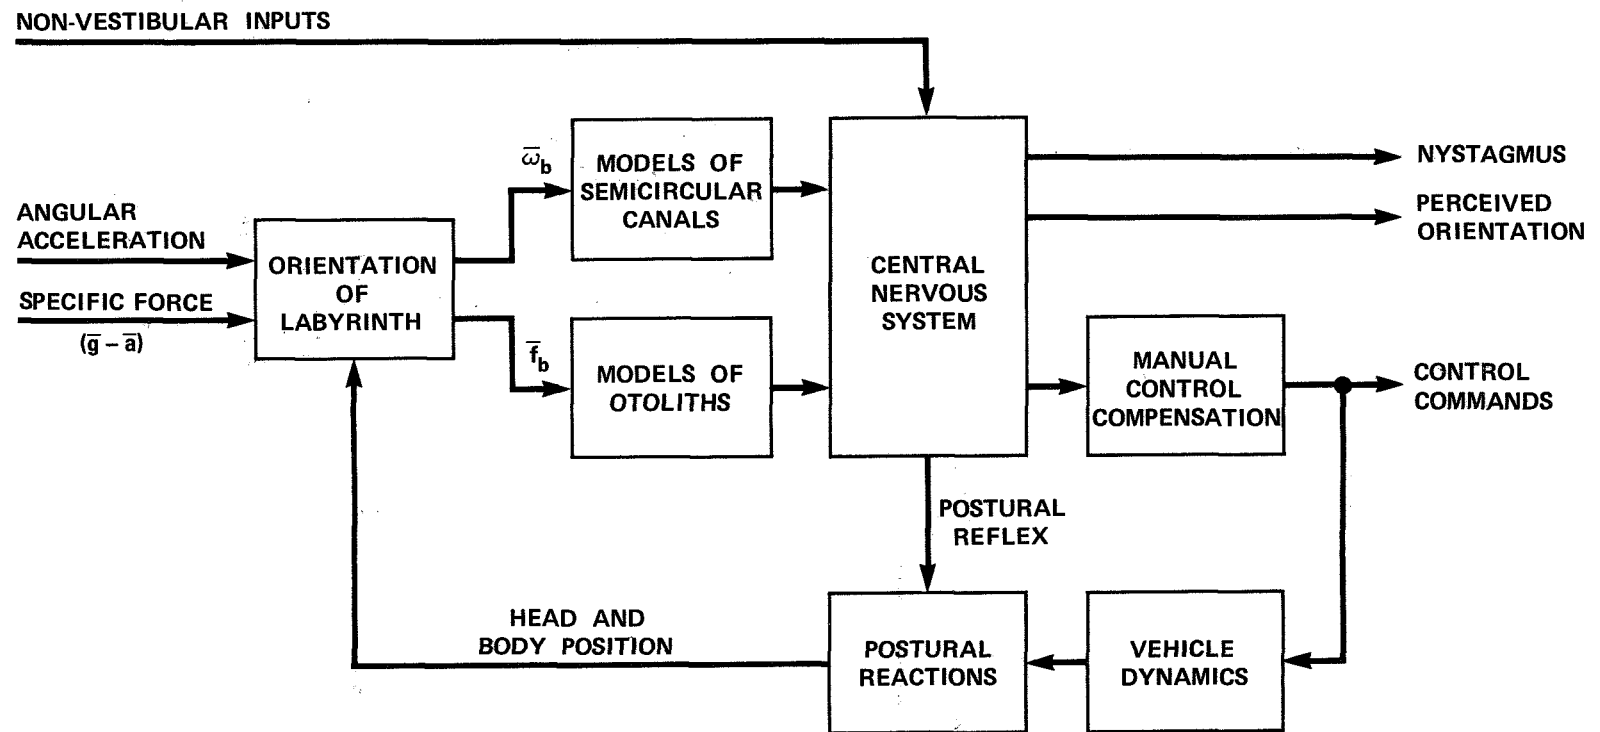 NON-VESTIBULAR INPUTS
ANGULAR
ACCELERATION
SPECIFIC FORCE
(g̅ – a̅)
ORIENTATION
OF
LABYRINTH
ω̅b
MODELS OF
SEMICIRCULAR
CANALS
f̅b
MODELS OF
OTOLITHS
CENTRAL
NERVOUS
SYSTEM
NYSTAGMUS
PERCEIVED
ORIENTATION
MANUAL
CONTROL
COMPENSATION
CONTROL
COMMANDS
POSTURAL
REFLEX
HEAD AND
BODY POSITION
POSTURAL
REACTIONS
VEHICLE
DYNAMICS